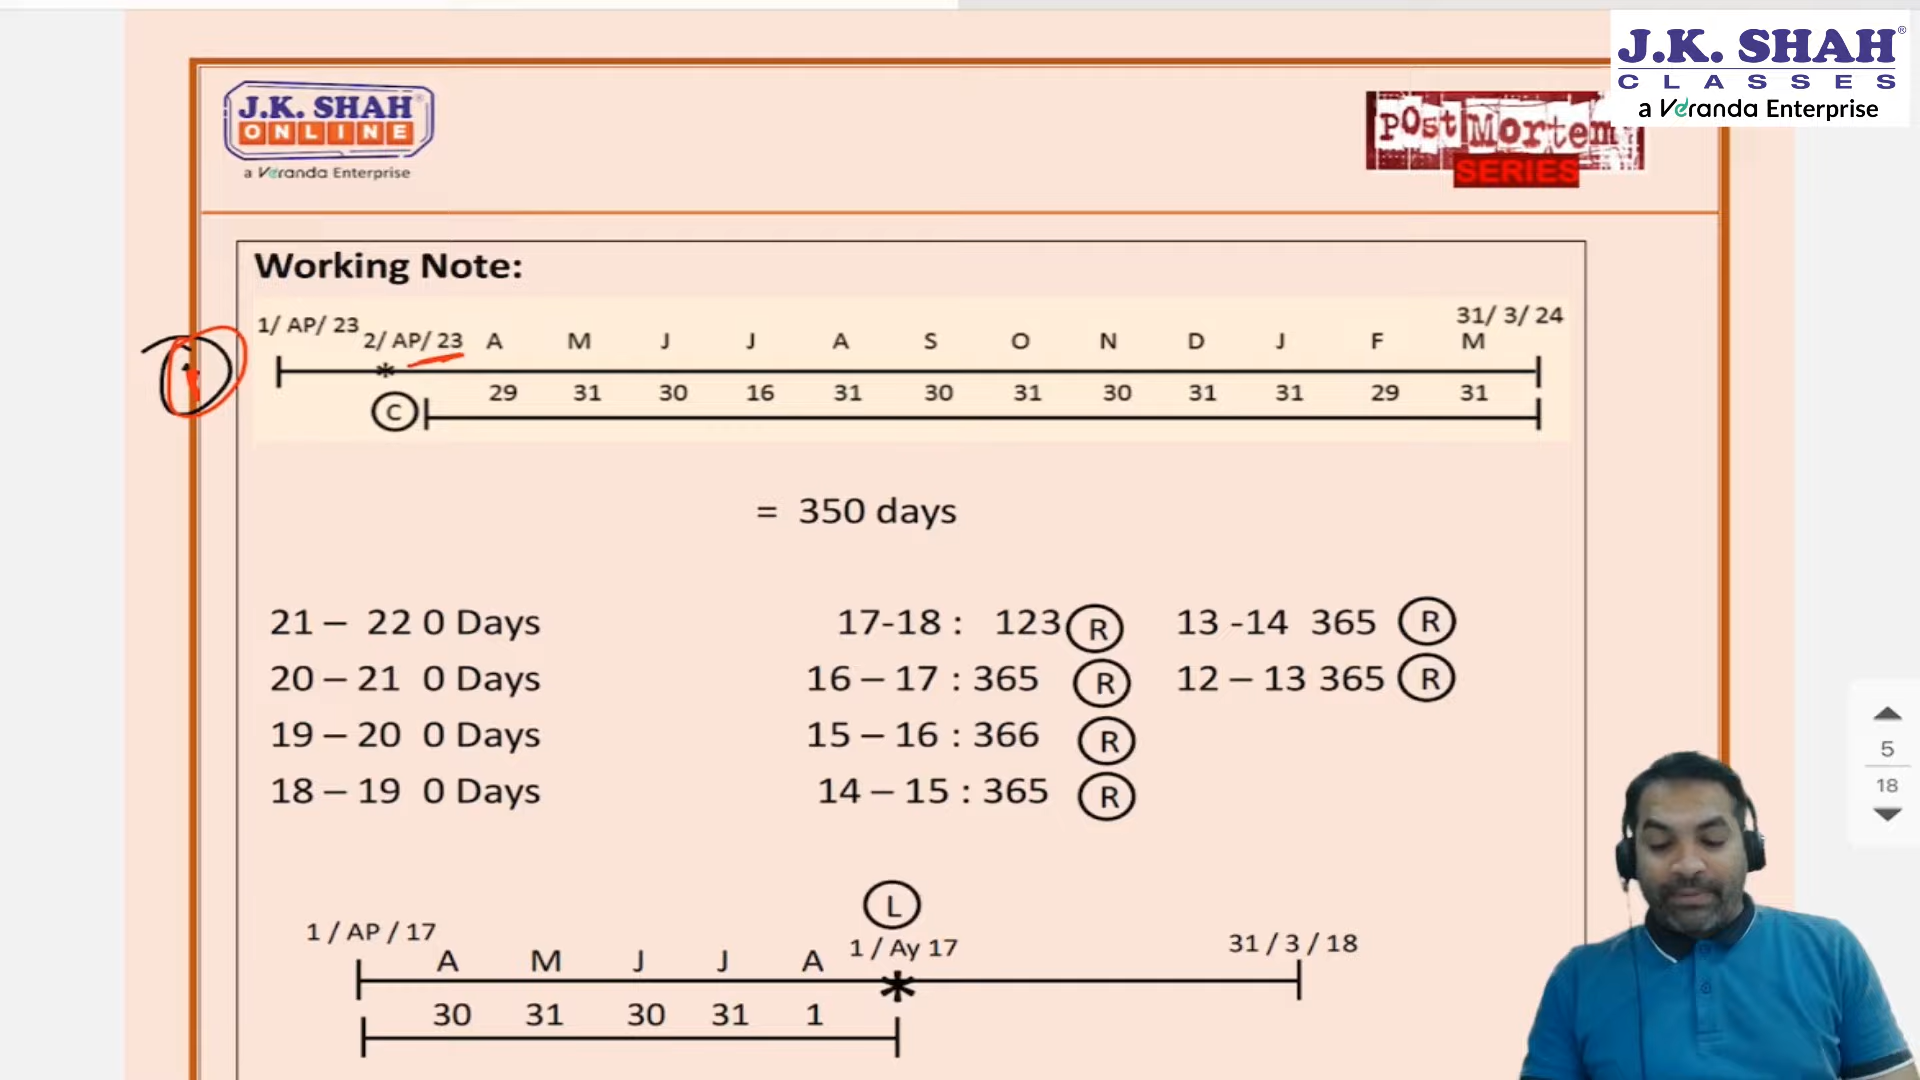 J.K. SHAH®
CLASSES
a Veranda Enterprise
J.K. SHAH®
ONLINE
a Veranda Enterprise
Post Mortem
SERIES
Working Note:
1/ AP/ 23
2/ AP/ 23 A M J J A S O N D J F M
31/ 3/ 24
29 31 30 16 31 30 31 30 31 31 29 31
C
= 350 days
21 – 22 0 Days 17-18 : 123 R 13 -14 365 R
20 – 21 0 Days 16 – 17 : 365 R 12 – 13 365 R
19 – 20 0 Days 15 – 16 : 366 R
18 – 19 0 Days 14 – 15 : 365 R
L
1 / AP / 17 A M J J A 1 / Ay 17 31 / 3 / 18
*
30 31 30 31 1
5
18